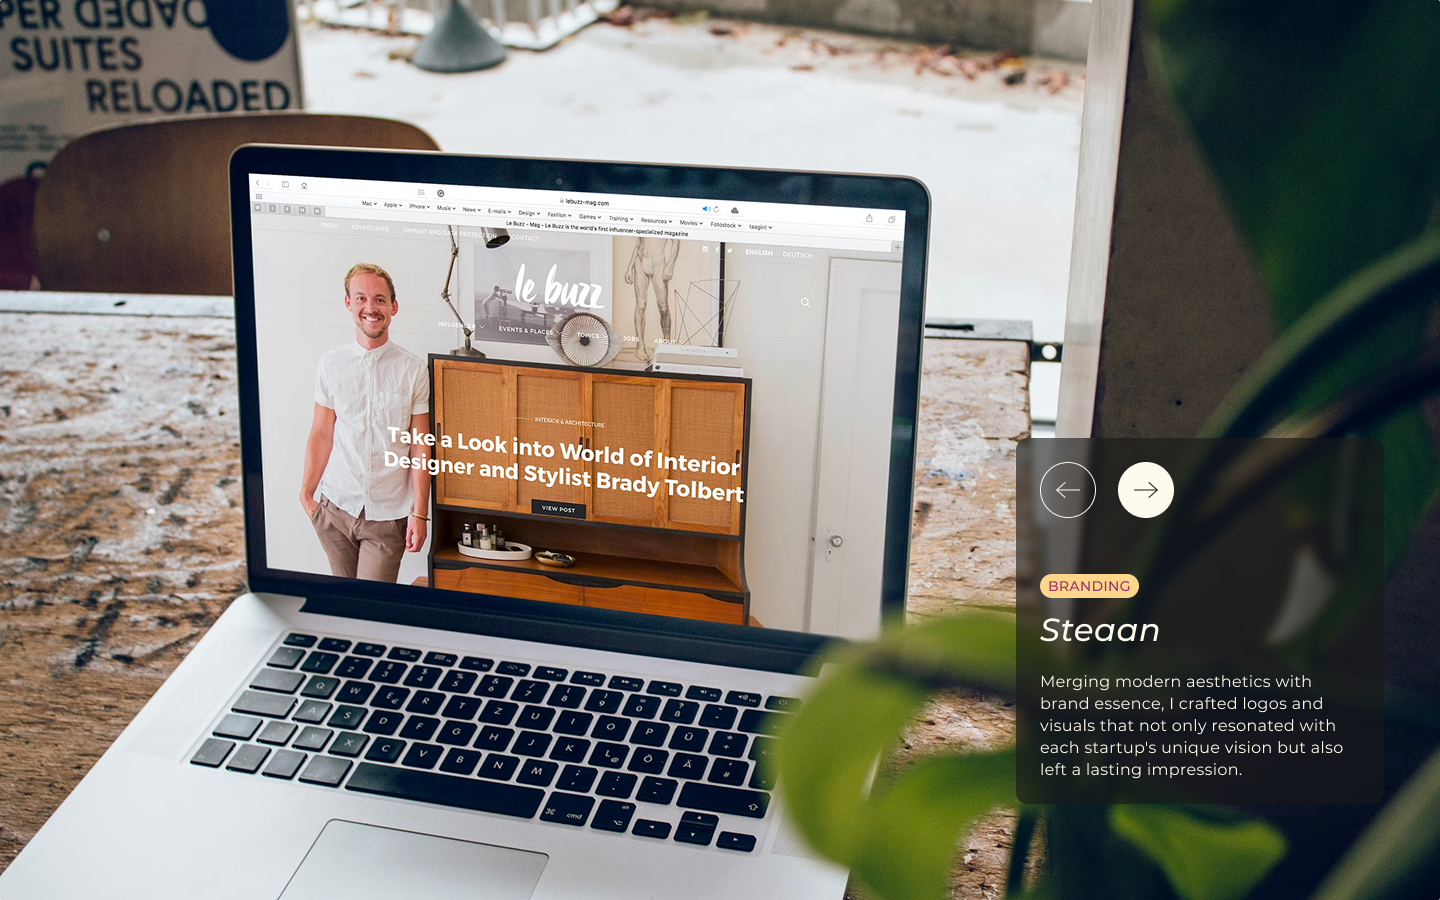 PER DADED
SUITES
RELOADED
lebuzz-mag.com
Mac Apple iPhone Musik News E-mails Design Fashion Games Training Resources Movies Fotostock taagint
Le Buzz – Mag – Le Buzz is the world's first influencer-specialized magazine
PRESS ADVERTISING IMPRINT AND DATA PROTECTION CONTACT
ENGLISH DEUTSCH
le buzz
INFLUENCER EVENTS & PLACES TOPICS JOBS ABOUT
INTERIOR & ARCHITECTURE
Take a Look into World of Interior
Designer and Stylist Brady Tolbert
VIEW POST
BRANDING
Steaan
Merging modern aesthetics with
brand essence, I crafted logos and
visuals that not only resonated with
each startup's unique vision but also
left a lasting impression.
Q W E R T Z U I O P Ü
A S D F G H J K L Ö Ä
Y X C V B N M
cmd